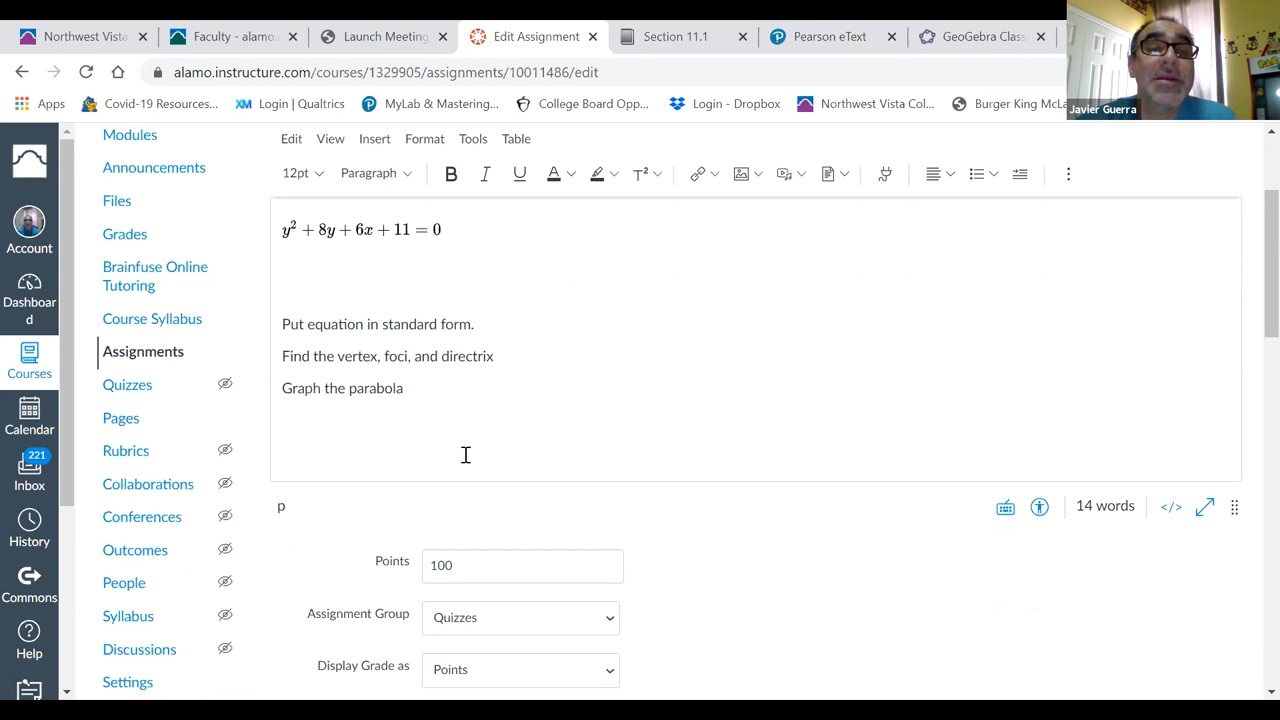 Northwest Vista
Faculty - alamo.
Launch Meeting
Edit Assignment
Section 11.1
Pearson eText
GeoGebra Clas
alamo.instructure.com/courses/1329905/assignments/10011486/edit
Apps
Covid-19 Resources...
XM Login | Qualtrics
MyLab & Mastering...
College Board Opp...
Login - Dropbox
Northwest Vista Col...
Burger King McLa
Javier Guerra
Account
Dashboar
d
Courses
Calendar
221
Inbox
History
Commons
Help
Modules
Announcements
Files
Grades
Brainfuse Online
Tutoring
Course Syllabus
Assignments
Quizzes
Pages
Rubrics
Collaborations
Conferences
Outcomes
People
Syllabus
Discussions
Settings
Edit View Insert Format Tools Table
12pt Paragraph B I U A T²
y² + 8y + 6x + 11 = 0
Put equation in standard form.
Find the vertex, foci, and directrix
Graph the parabola
p
14 words </>
Points 100
Assignment Group Quizzes
Display Grade as Points